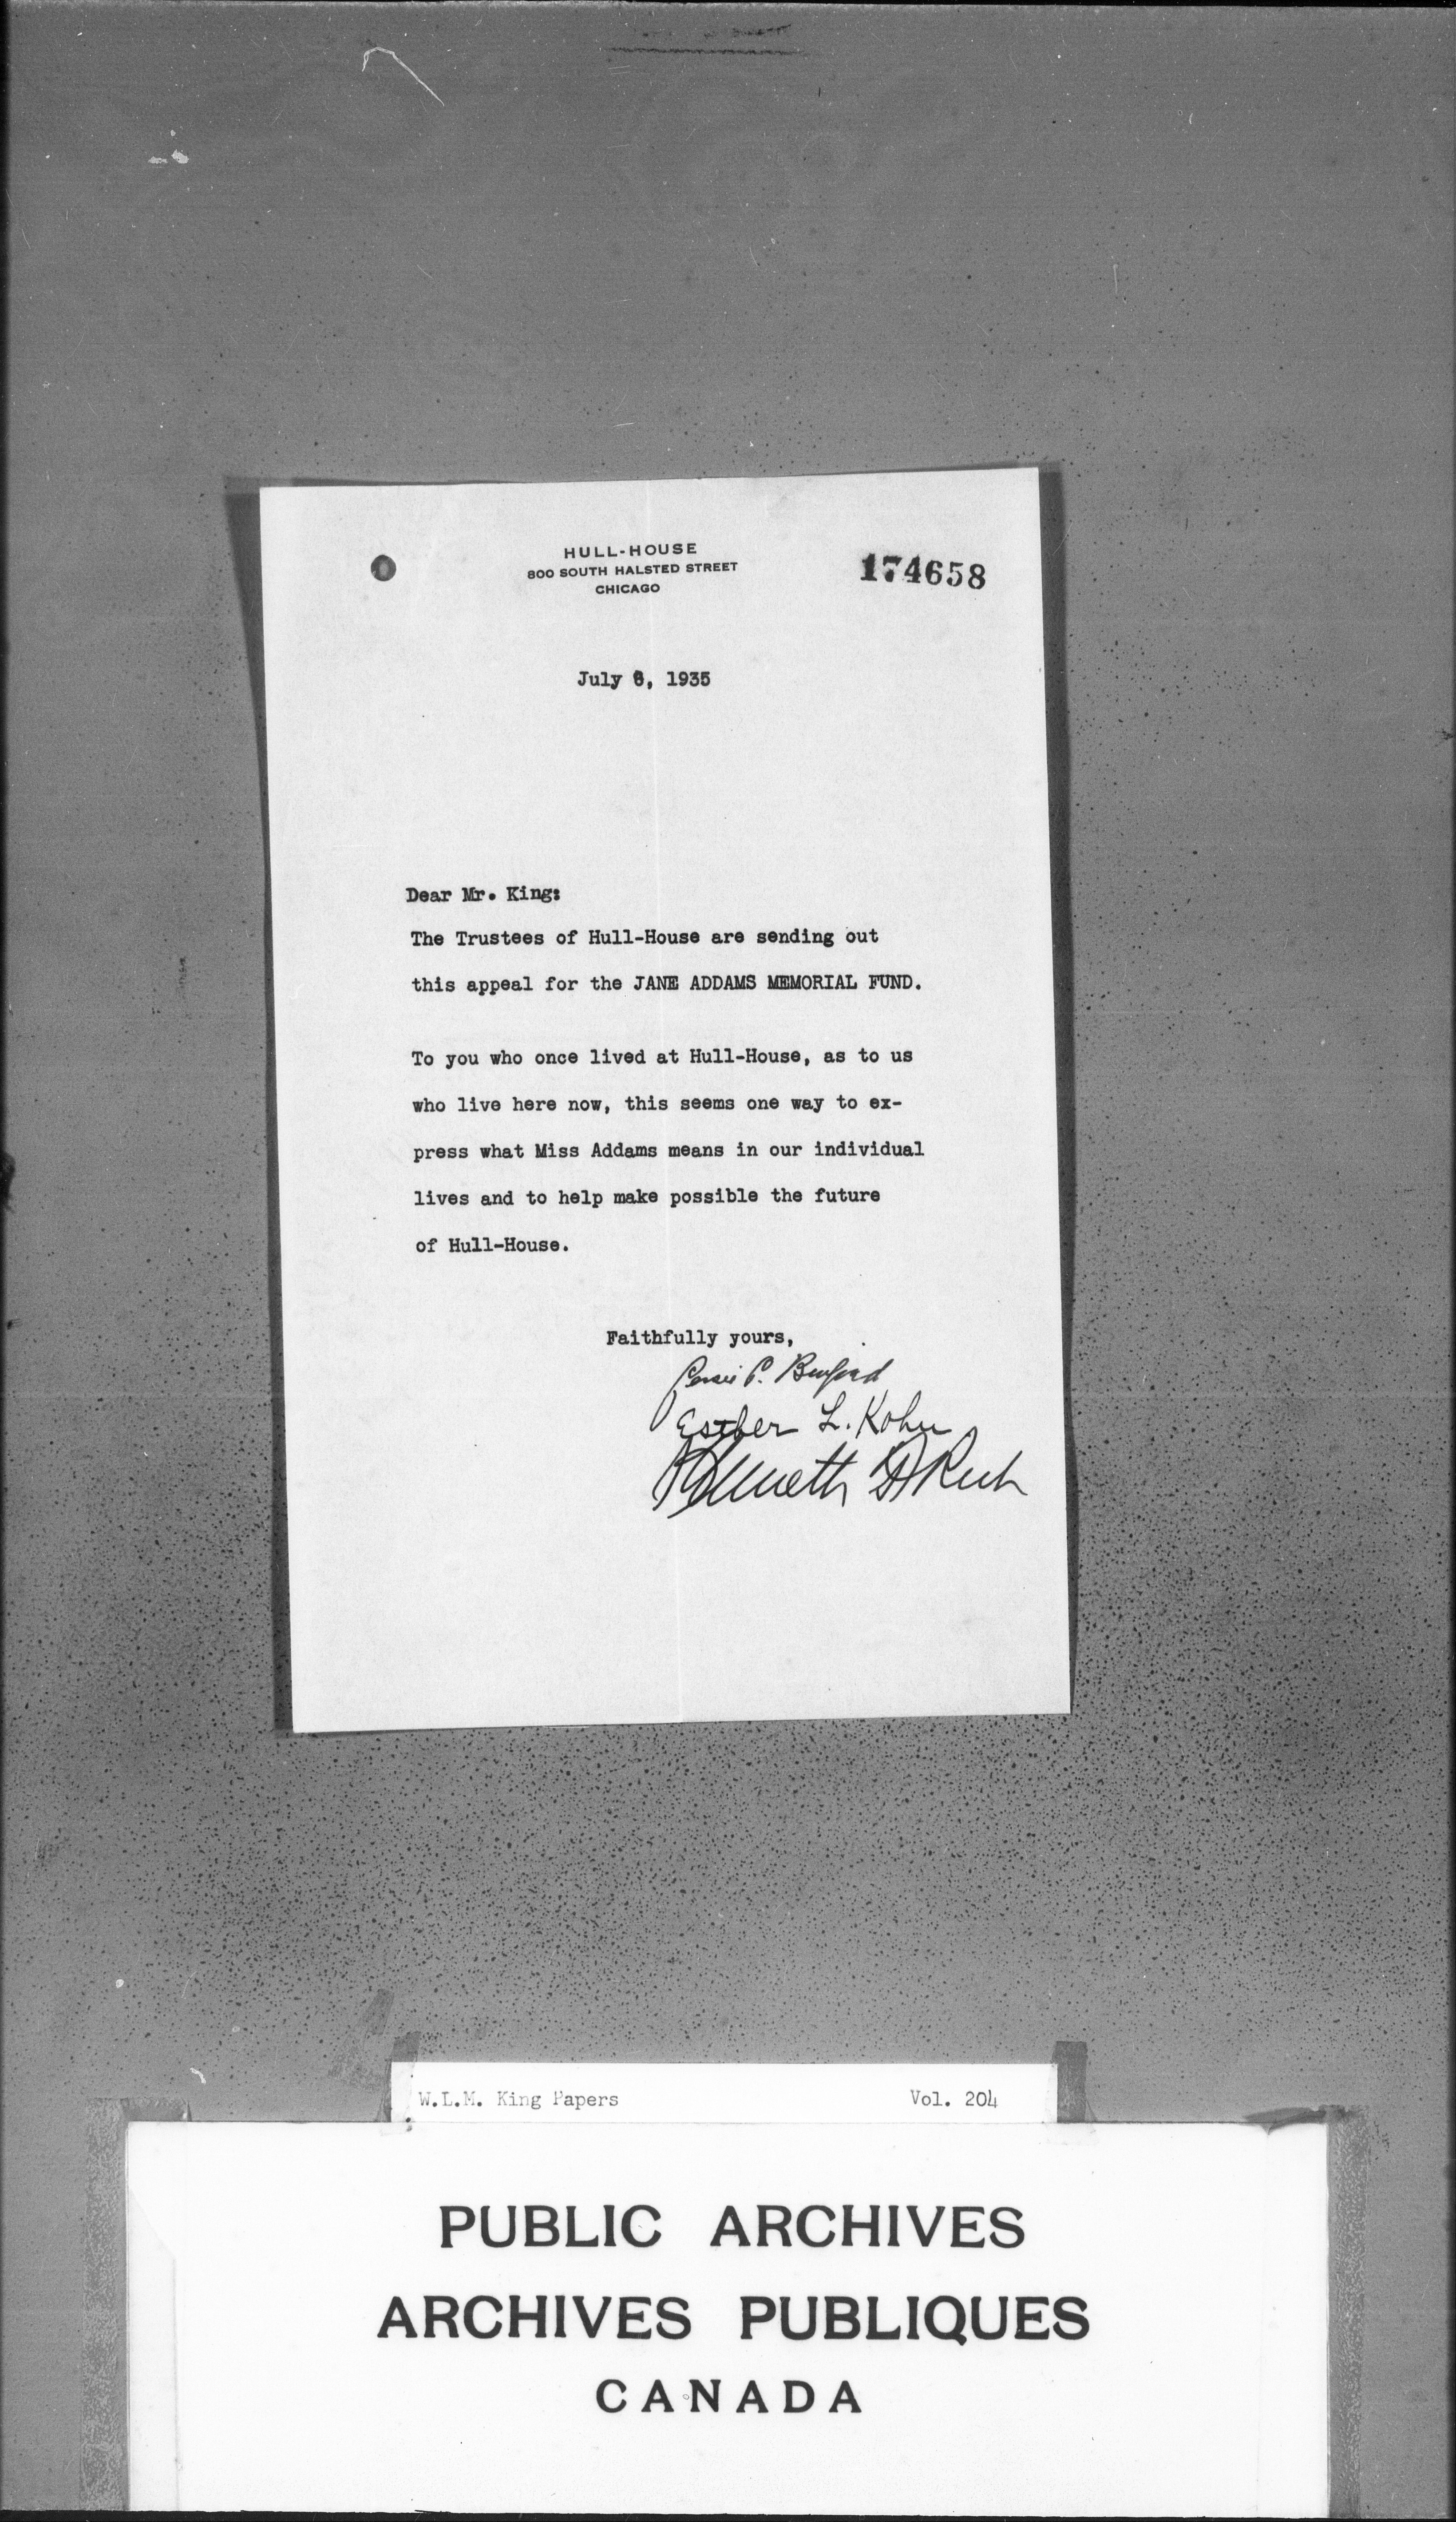 HULL-HOUSE
800 SOUTH HALSTED STREET
CHICAGO
174658
July 6, 1935
Dear Mr. King:
The Trustees of Hull-House are sending out
this appeal for the JANE ADDAMS MEMORIAL FUND.
To you who once lived at Hull-House, as to us
who live here now, this seems one way to ex-
press what Miss Addams means in our individual
lives and to help make possible the future
of Hull-House.
Faithfully yours,
Esther L. Kohn
Kenneth Rich
W.L.M. King Papers Vol. 204
PUBLIC ARCHIVES
ARCHIVES PUBLIQUES
CANADA